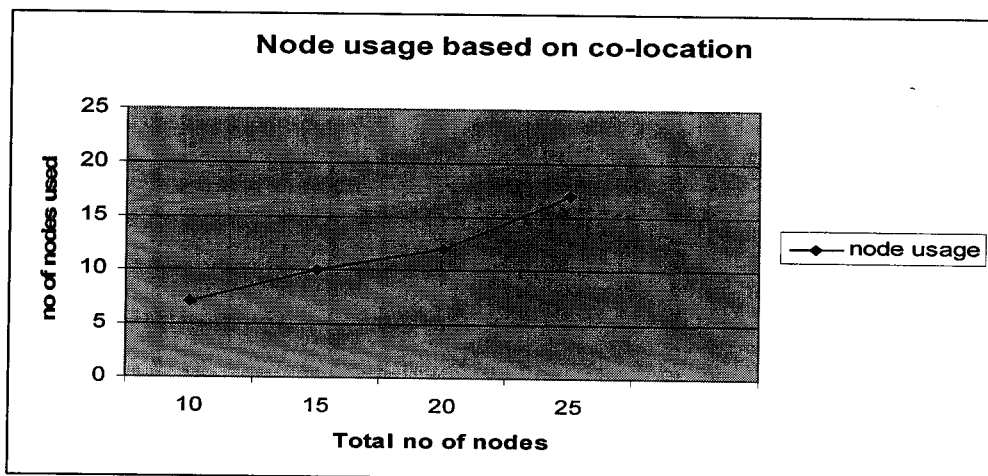 Node usage based on co-location
25
20
15
10
5
0
no of nodes used
10 15 20 25
Total no of nodes
node usage